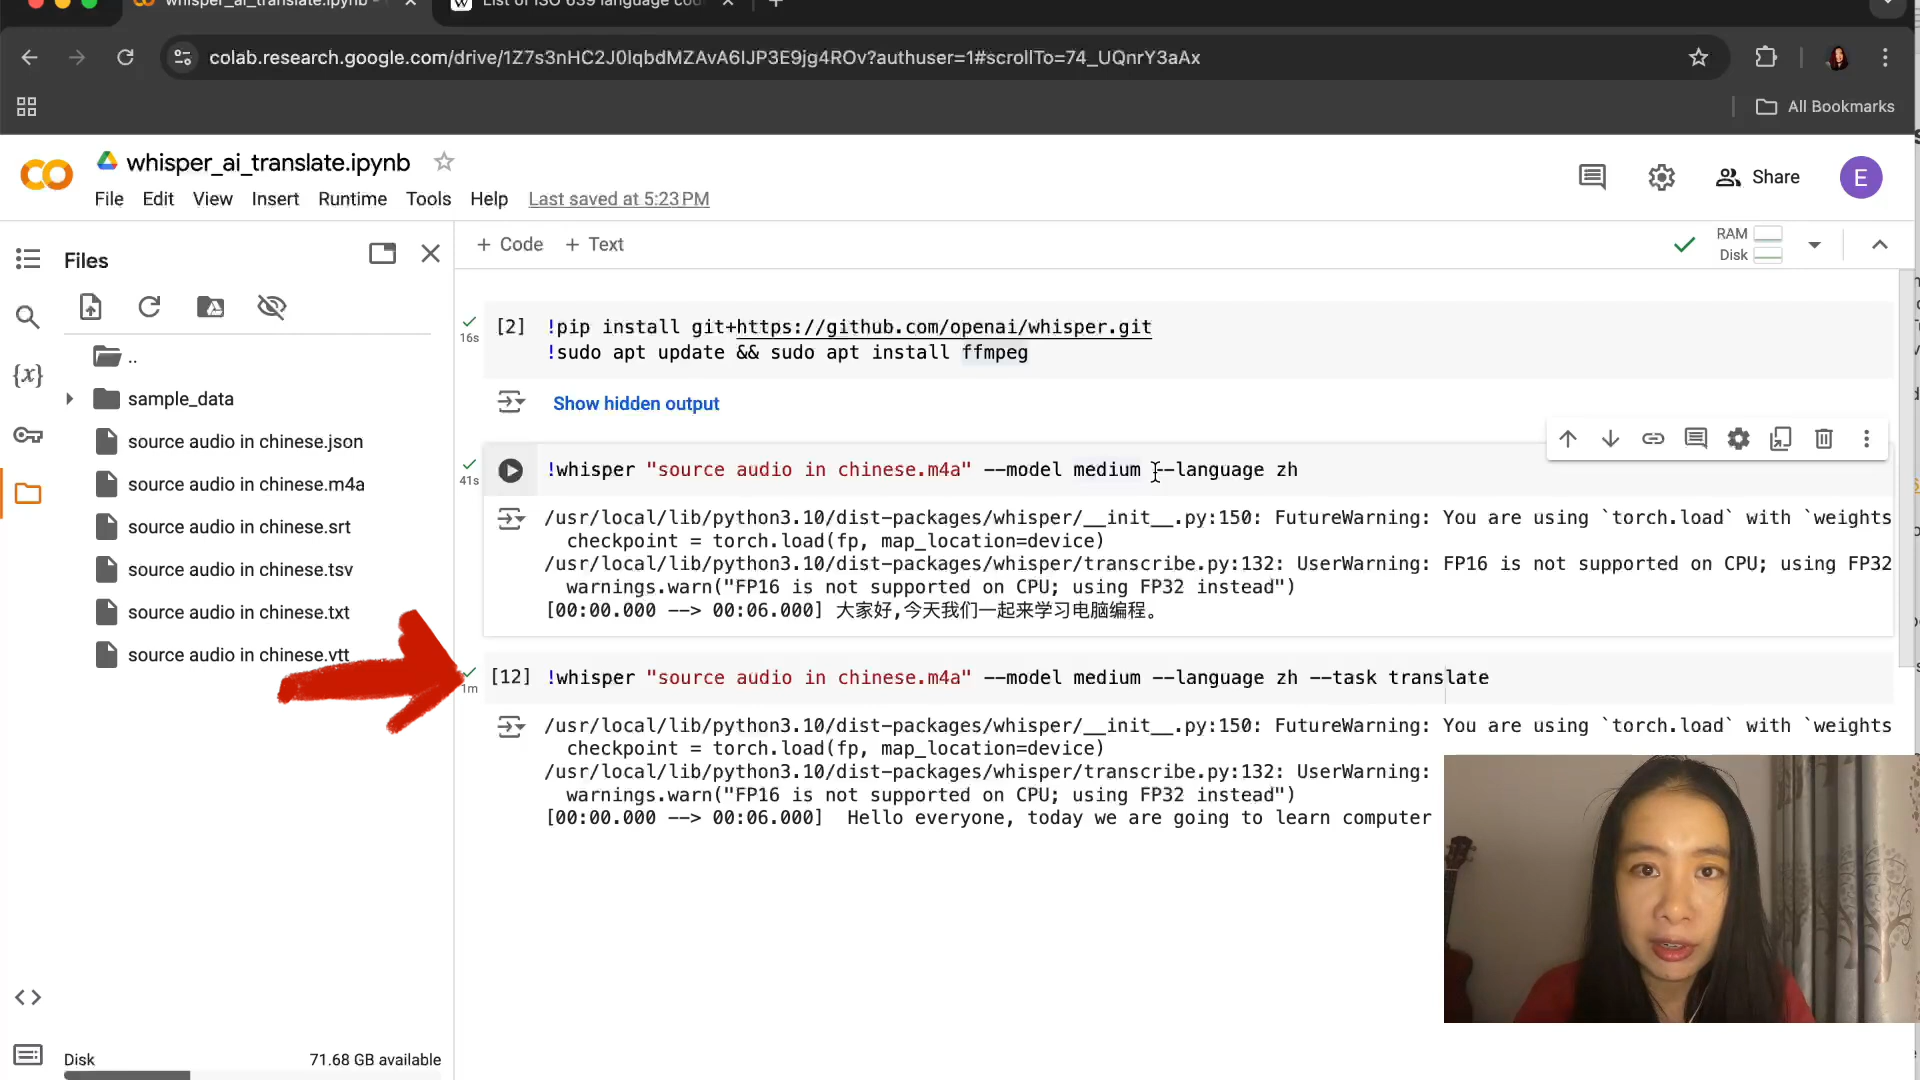 whisper_ai_translate.ipynb
List of ISO 639 language cod
colab.research.google.com/drive/1Z7s3nHC2J0lqbdMZAvA6IJP3E9jg4ROv?authuser=1#scrollTo=74_UQnrY3aAx
All Bookmarks
whisper_ai_translate.ipynb
Share
E
File Edit View Insert Runtime Tools Help Last saved at 5:23 PM
Files
+ Code + Text
RAM
Disk
..
sample_data
source audio in chinese.json
source audio in chinese.m4a
source audio in chinese.srt
source audio in chinese.tsv
source audio in chinese.txt
source audio in chinese.vtt
Disk 71.68 GB available
16s
[2] !pip install git+https://github.com/openai/whisper.git
!sudo apt update && sudo apt install ffmpeg
Show hidden output
41s
!whisper "source audio in chinese.m4a" --model medium --language zh
/usr/local/lib/python3.10/dist-packages/whisper/__init__.py:150: FutureWarning: You are using `torch.load` with `weights
checkpoint = torch.load(fp, map_location=device)
/usr/local/lib/python3.10/dist-packages/whisper/transcribe.py:132: UserWarning: FP16 is not supported on CPU; using FP32
warnings.warn("FP16 is not supported on CPU; using FP32 instead")
[00:00.000 --> 00:06.000] 大家好,今天我们一起来学习电脑编程。
1m
[12] !whisper "source audio in chinese.m4a" --model medium --language zh --task translate
/usr/local/lib/python3.10/dist-packages/whisper/__init__.py:150: FutureWarning: You are using `torch.load` with `weights
checkpoint = torch.load(fp, map_location=device)
/usr/local/lib/python3.10/dist-packages/whisper/transcribe.py:132: UserWarning:
warnings.warn("FP16 is not supported on CPU; using FP32 instead")
[00:00.000 --> 00:06.000] Hello everyone, today we are going to learn computer